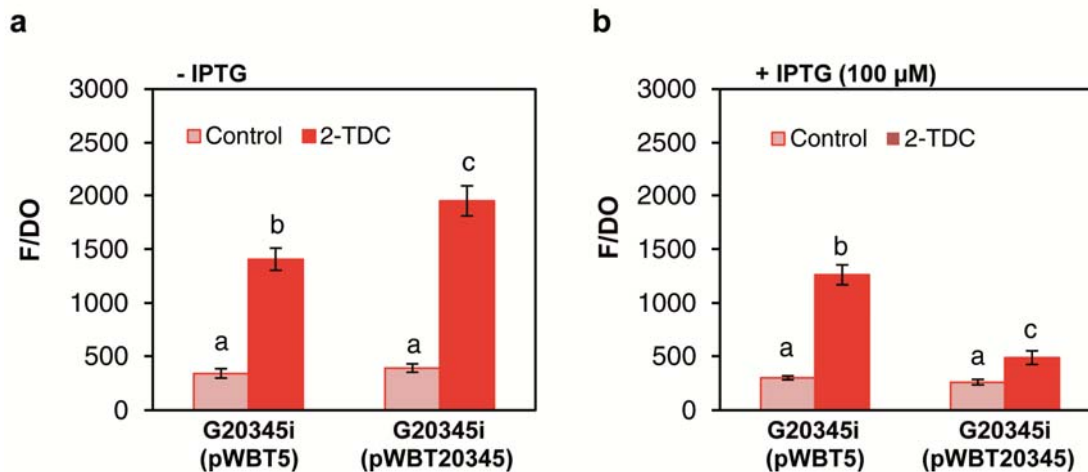 a
- IPTG
3000
2500
2000
1500
1000
500
0
F/DO
Control 2-TDC
a
b
a
c
G20345i G20345i
(pWBT5) (pWBT20345)
b
+ IPTG (100 µM)
3000
2500
2000
1500
1000
500
0
F/DO
Control 2-TDC
a
b
a
c
G20345i G20345i
(pWBT5) (pWBT20345)